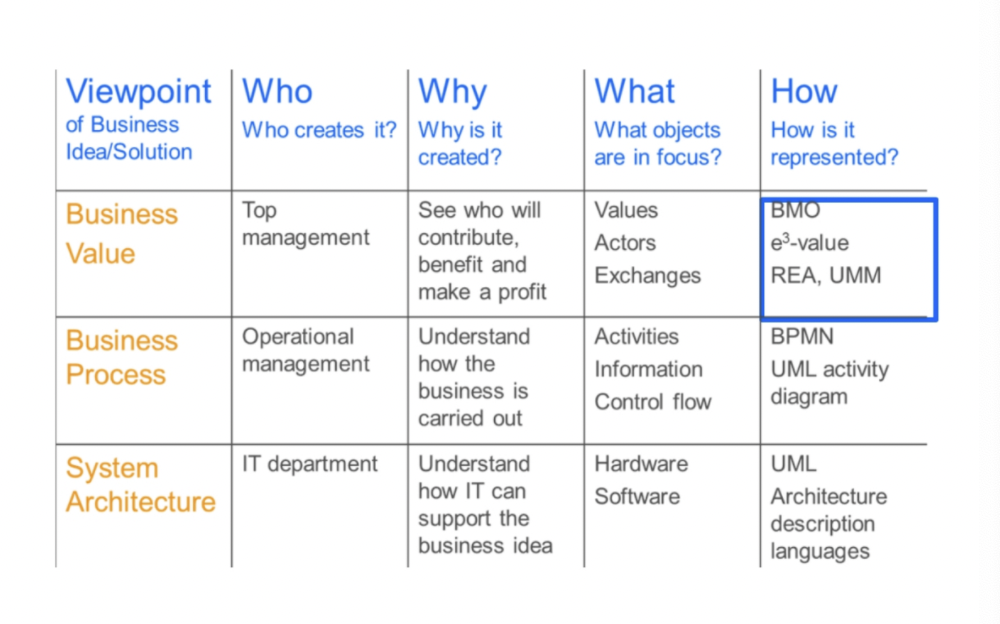 Viewpoint
of Business
Idea/Solution
Who
Who creates it?
Why
Why is it
created?
What
What objects
are in focus?
How
How is it
represented?
Business
Value
Top
management
See who will
contribute,
benefit and
make a profit
Values
Actors
Exchanges
BMO
e³-value
REA, UMM
Business
Process
Operational
management
Understand
how the
business is
carried out
Activities
Information
Control flow
BPMN
UML activity
diagram
System
Architecture
IT department
Understand
how IT can
support the
business idea
Hardware
Software
UML
Architecture
description
languages